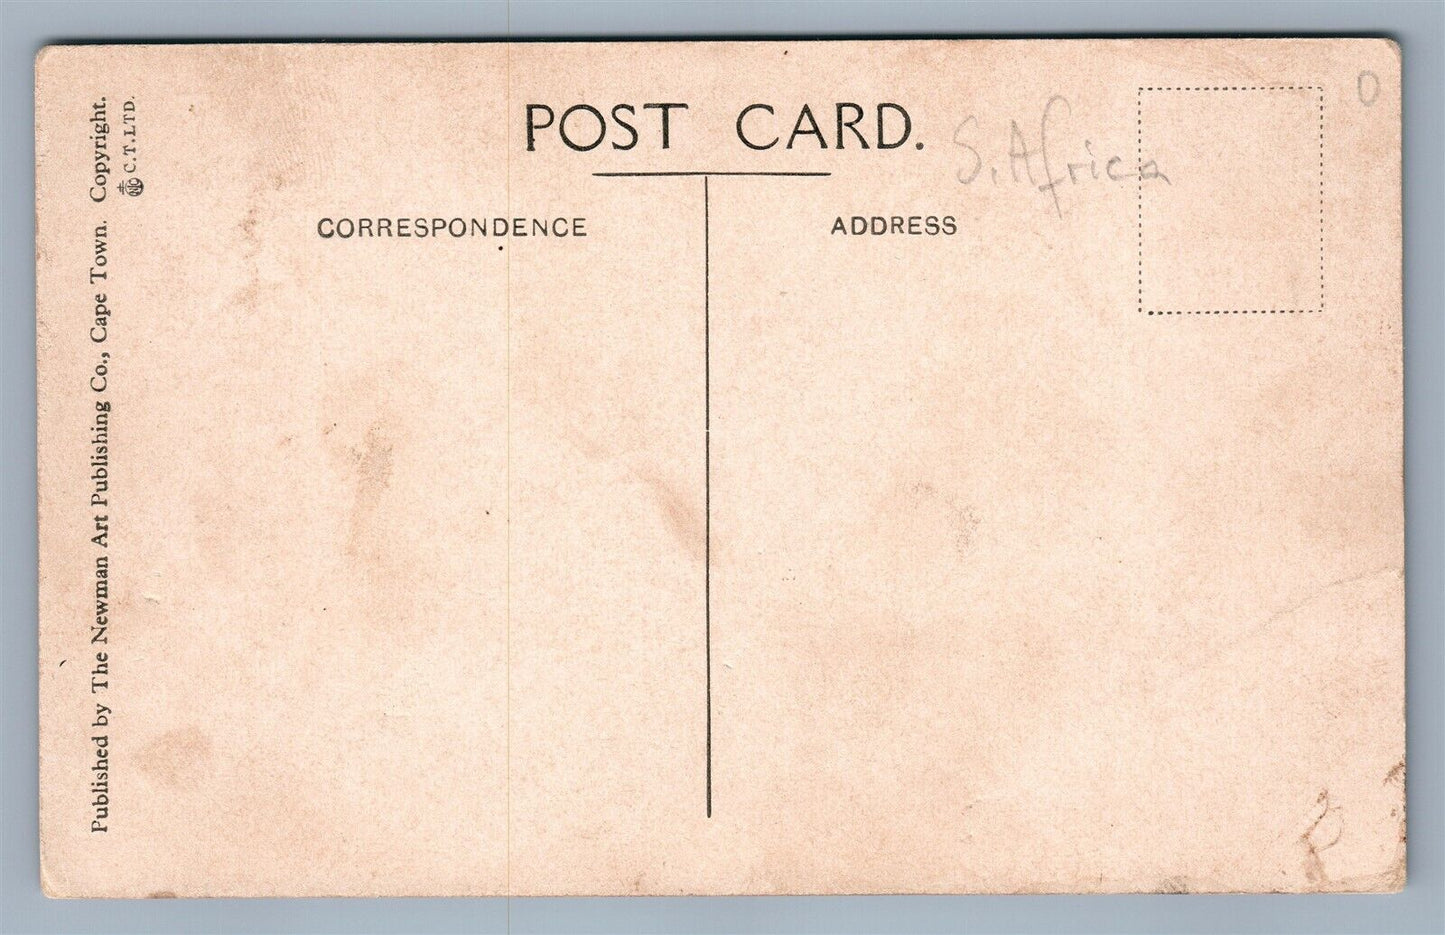 POST CARD.
S. Africa
O
CORRESPONDENCE
ADDRESS
Published by The Newman Art Publishing Co., Cape Town. Copyright.
C.T.LTD.